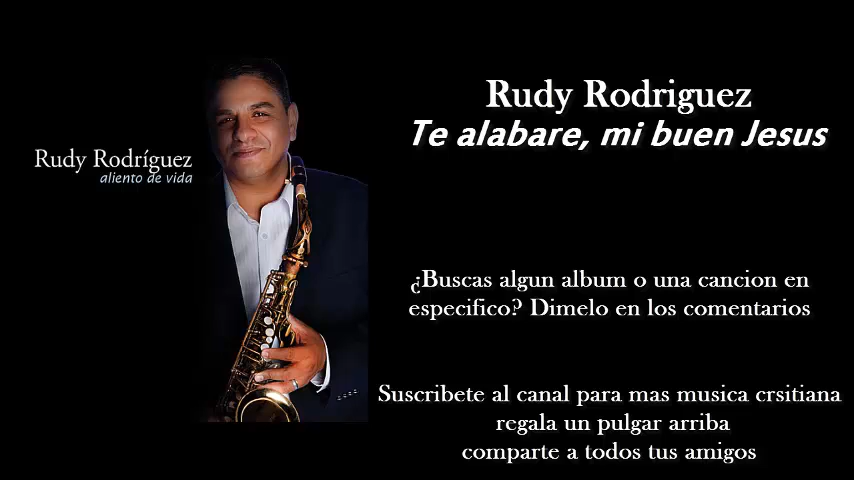 Rudy Rodríguez
aliento de vida
Rudy Rodriguez
Te alabare, mi buen Jesus
¿Buscas algun album o una cancion en
especifico? Dimelo en los comentarios
Suscribete al canal para mas musica crsitiana
regala un pulgar arriba
comparte a todos tus amigos